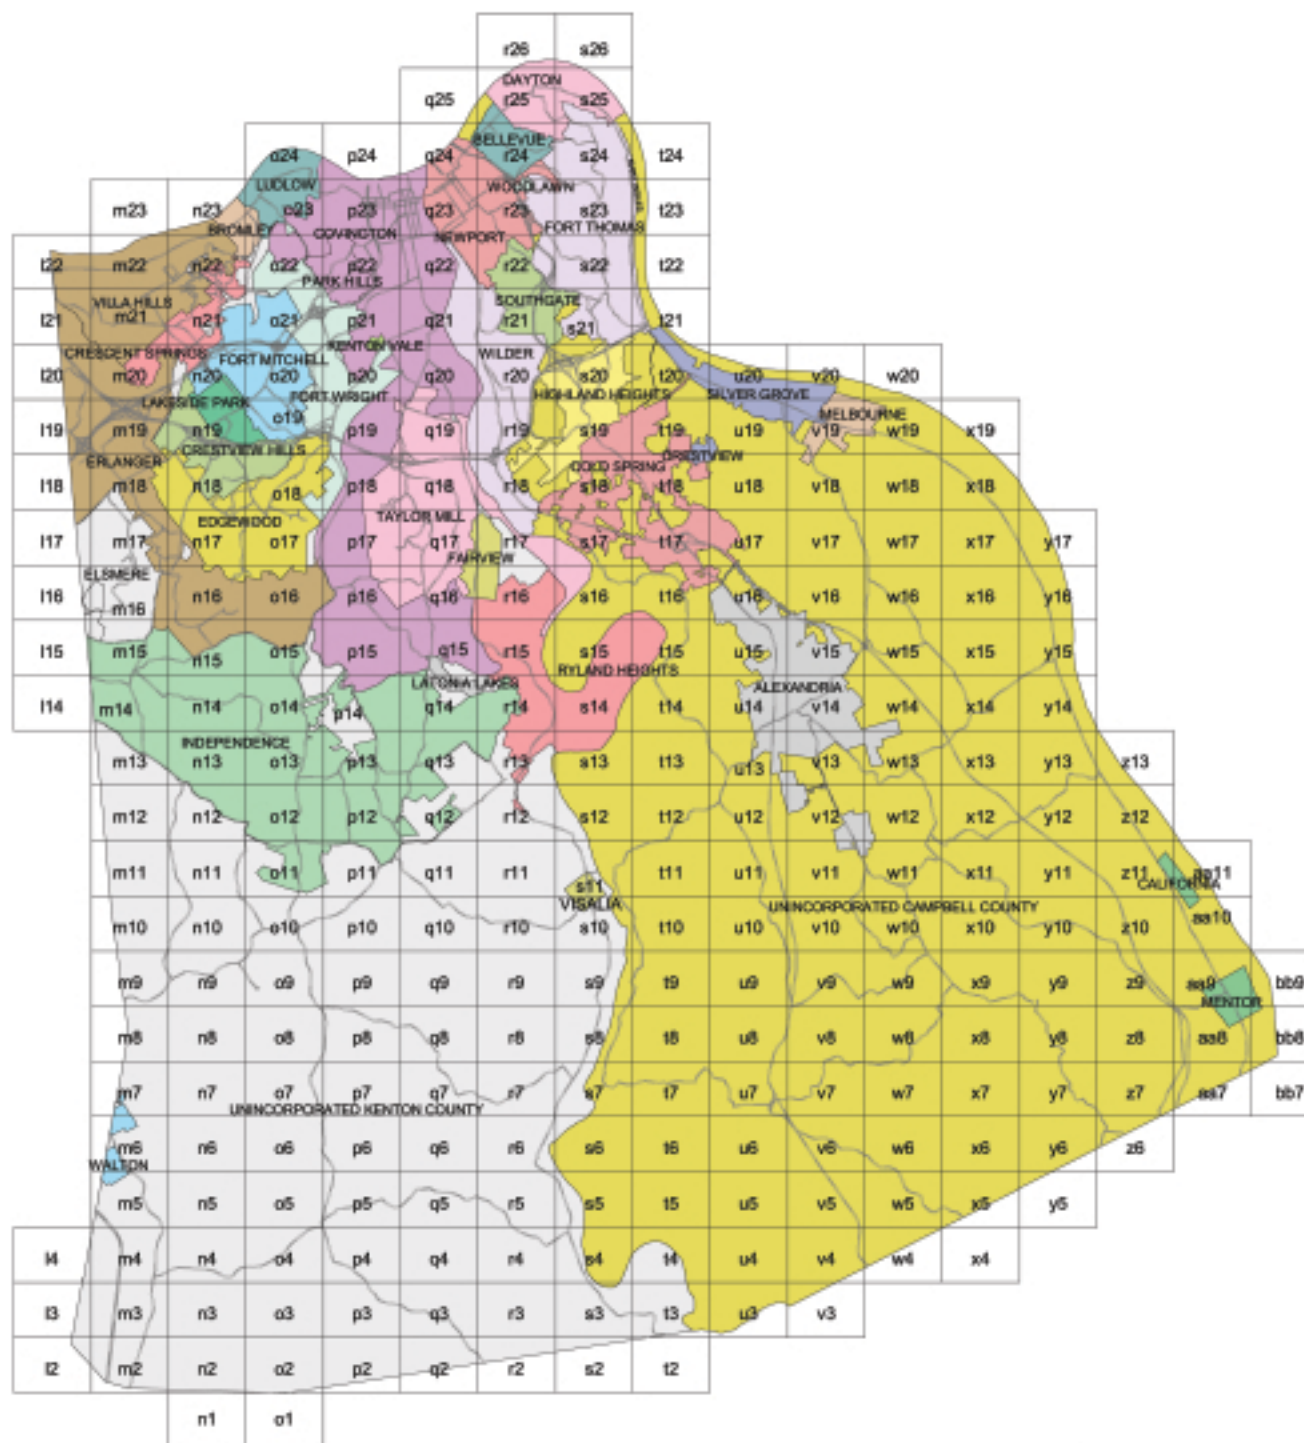 r26 s26
DAYTON
q25 r25 s25
BELLEVUE
o24 p24 q24 r24 s24 t24
LUDLOW WOODLAWN
m23 n23 o23 p23 q23 r23 s23 t23
BROMLEY COVINGTON NEWPORT FORT THOMAS
l22 m22 n22 o22 p22 q22 r22 s22 t22
PARK HILLS
VILLA HILLS SOUTHGATE
l21 m21 n21 o21 p21 q21 r21 s21 t21
CRESCENT SPRINGS FORT MITCHELL KENTON VALE WILDER
l20 m20 n20 o20 p20 q20 r20 s20 t20 u20 v20 w20
LAKESIDE PARK FORT WRIGHT HIGHLAND HEIGHTS SILVER GROVE
MELBOURNE
l19 m19 n19 o19 p19 q19 r19 s19 t19 u19 v19 w19 x19
ERLANGER CRESTVIEW HILLS COLD SPRING CRESTVIEW
l18 m18 n18 o18 p18 q18 r18 s18 t18 u18 v18 w18 x18
EDGEWOOD TAYLOR MILL
l17 m17 n17 o17 p17 q17 r17 s17 t17 u17 v17 w17 x17 y17
FAIRVIEW
ELSMERE
l16 m16 n16 o16 p16 q16 r16 s16 t16 u16 v16 w16 x16 y16
l15 m15 n15 o15 p15 q15 r15 s15 t15 u15 v15 w15 x15 y15
RYLAND HEIGHTS
LATONIA LAKES ALEXANDRIA
l14 m14 n14 o14 p14 q14 r14 s14 t14 u14 v14 w14 x14 y14
INDEPENDENCE
m13 n13 o13 p13 q13 r13 s13 t13 u13 v13 w13 x13 y13 z13
m12 n12 o12 p12 q12 r12 s12 t12 u12 v12 w12 x12 y12 z12
m11 n11 o11 p11 q11 r11 s11 t11 u11 v11 w11 x11 y11 z11 aa11
CALIFORNIA
VISALIA UNINCORPORATED CAMPBELL COUNTY
m10 n10 o10 p10 q10 r10 s10 t10 u10 v10 w10 x10 y10 z10 aa10
m9 n9 o9 p9 q9 r9 s9 t9 u9 v9 w9 x9 y9 z9 aa9 bb9
MENTOR
m8 n8 o8 p8 q8 r8 s8 t8 u8 v8 w8 x8 y8 z8 aa8 bb8
m7 n7 o7 p7 q7 r7 s7 t7 u7 v7 w7 x7 y7 z7 aa7 bb7
UNINCORPORATED KENTON COUNTY
m6 n6 o6 p6 q6 r6 s6 t6 u6 v6 w6 x6 y6 z6
WALTON
m5 n5 o5 p5 q5 r5 s5 t5 u5 v5 w5 x5 y5
l4 m4 n4 o4 p4 q4 r4 s4 t4 u4 v4 w4 x4
l3 m3 n3 o3 p3 q3 r3 s3 t3 u3 v3
l2 m2 n2 o2 p2 q2 r2 s2 t2
n1 o1